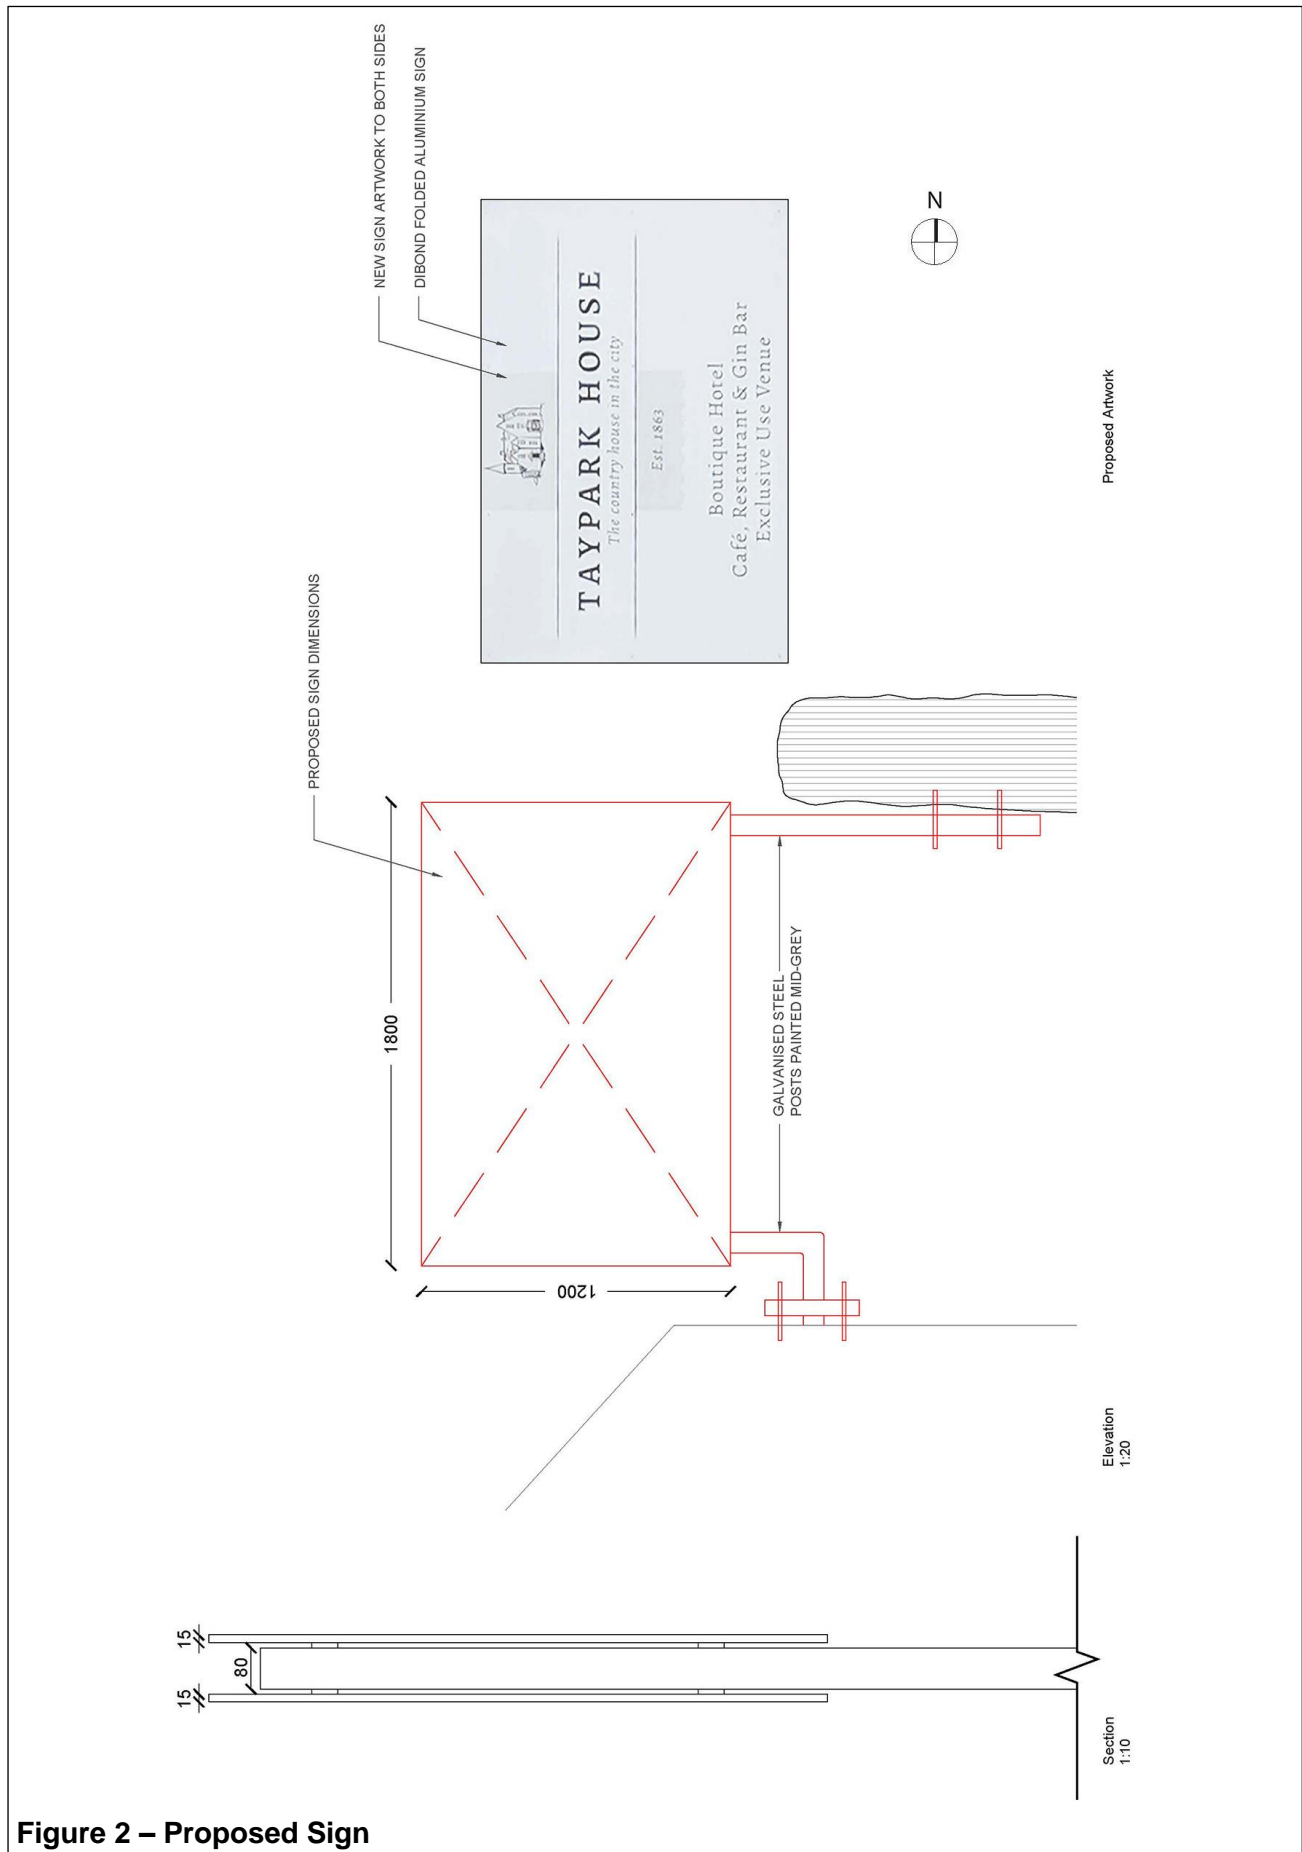 NEW SIGN ARTWORK TO BOTH SIDES
DIBOND FOLDED ALUMINIUM SIGN
PROPOSED SIGN DIMENSIONS
TAYPARK HOUSE
The country house in the city
Est. 1863
Boutique Hotel
Café, Restaurant & Gin Bar
Exclusive Use Venue
N
Proposed Artwork
1800
1200
GALVANISED STEEL
POSTS PAINTED MID-GREY
Elevation
1:20
15
80
15
Section
1:10
Figure 2 – Proposed Sign